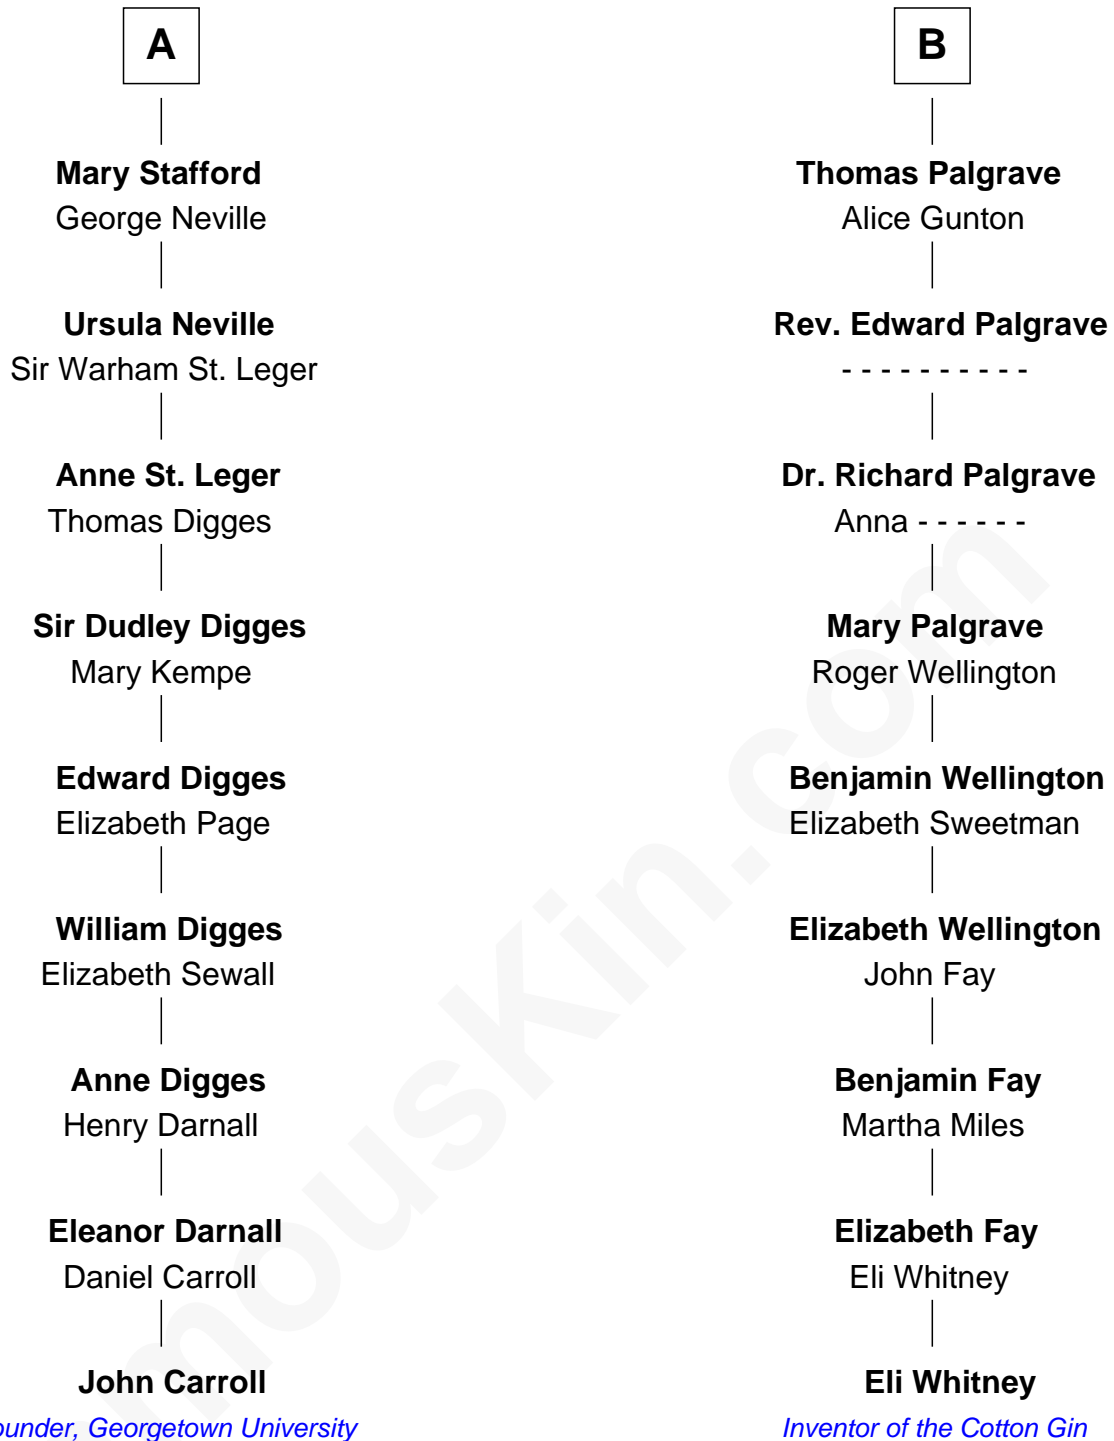 A
Mary Stafford
George Neville
Ursula Neville
Sir Warham St. Leger
Anne St. Leger
Thomas Digges
Sir Dudley Digges
Mary Kempe
Edward Digges
Elizabeth Page
William Digges
Elizabeth Sewall
Anne Digges
Henry Darnall
Eleanor Darnall
Daniel Carroll
John Carroll
ounder, Georgetown University
B
Thomas Palgrave
Alice Gunton
Rev. Edward Palgrave
- - - - - - - - - -
Dr. Richard Palgrave
Anna - - - - - -
Mary Palgrave
Roger Wellington
Benjamin Wellington
Elizabeth Sweetman
Elizabeth Wellington
John Fay
Benjamin Fay
Martha Miles
Elizabeth Fay
Eli Whitney
Eli Whitney
Inventor of the Cotton Gin
mouskin.com